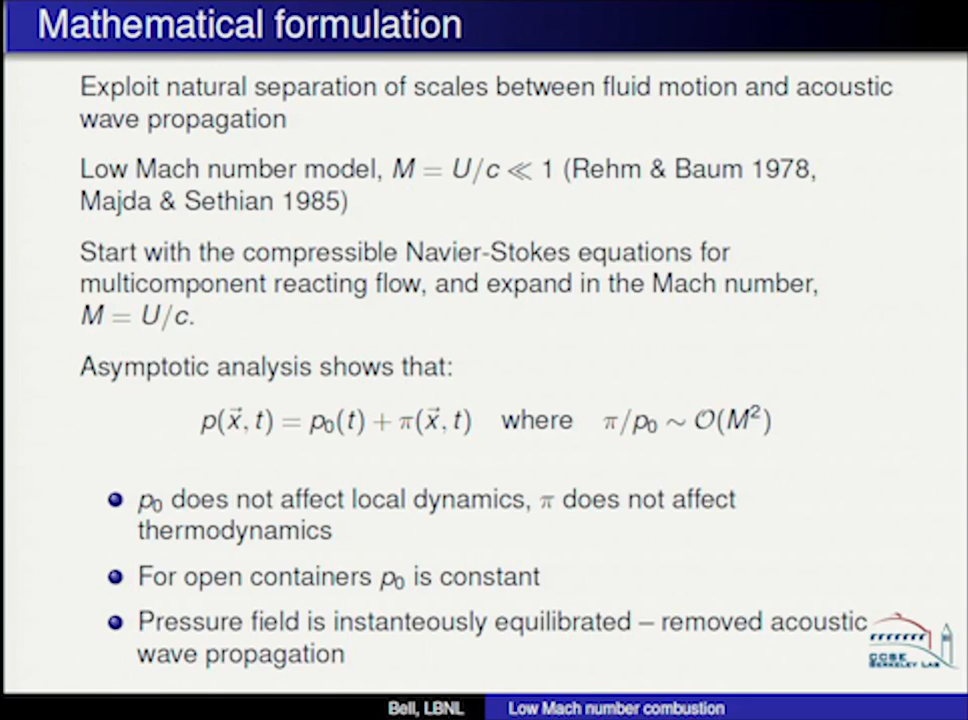 Mathematical formulation
Exploit natural separation of scales between fluid motion and acoustic
wave propagation
Low Mach number model, M = U/c ≪ 1 (Rehm & Baum 1978,
Majda & Sethian 1985)
Start with the compressible Navier-Stokes equations for
multicomponent reacting flow, and expand in the Mach number,
M = U/c.
Asymptotic analysis shows that:
p(x⃗, t) = p₀(t) + π(x⃗, t) where π/p₀ ∼ 𝒪(M²)
p₀ does not affect local dynamics, π does not affect
thermodynamics
For open containers p₀ is constant
Pressure field is instanteously equilibrated – removed acoustic
wave propagation
CCSE
BERKELEY LAB
Bell, LBNL Low Mach number combustion